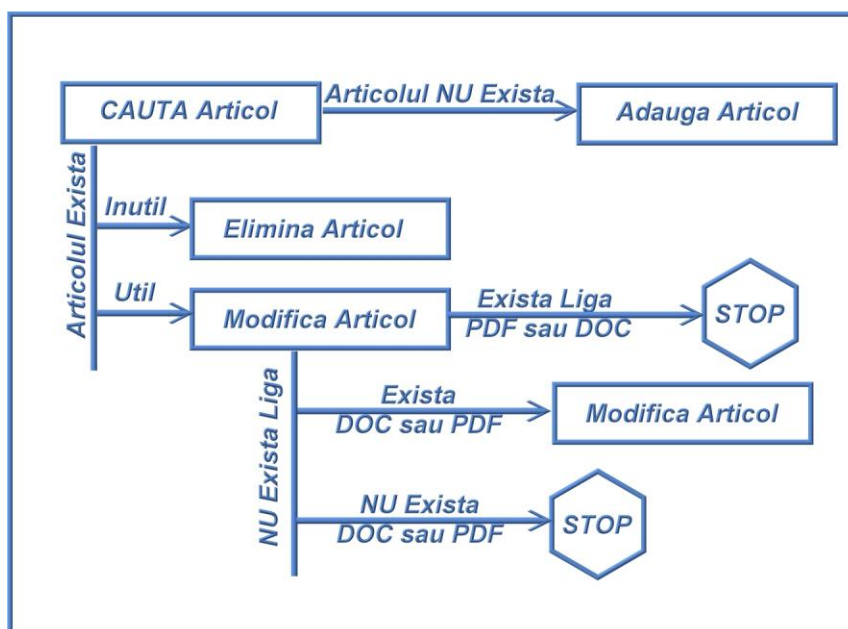 CAUTA Articol
Articolul NU Exista
Adauga Articol
Articolul Exista
Inutil
Elimina Articol
Util
Modifica Articol
Exista Liga
PDF sau DOC
STOP
NU Exista Liga
Exista
DOC sau PDF
Modifica Articol
NU Exista
DOC sau PDF
STOP